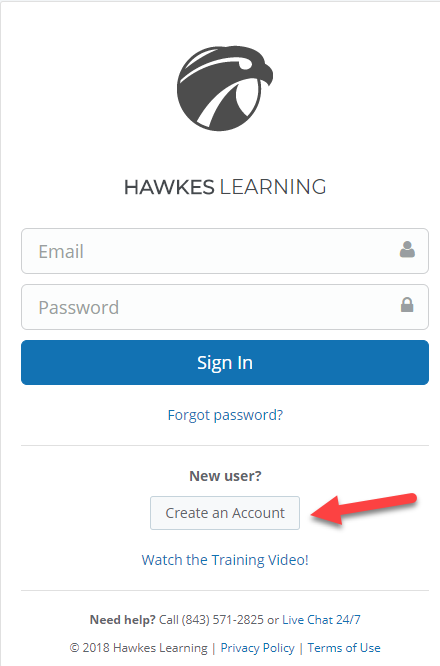 HAWKES LEARNING
Email
Password
Sign In
Forgot password?
New user?
Create an Account
Watch the Training Video!
Need help? Call (843) 571-2825 or Live Chat 24/7
© 2018 Hawkes Learning | Privacy Policy | Terms of Use